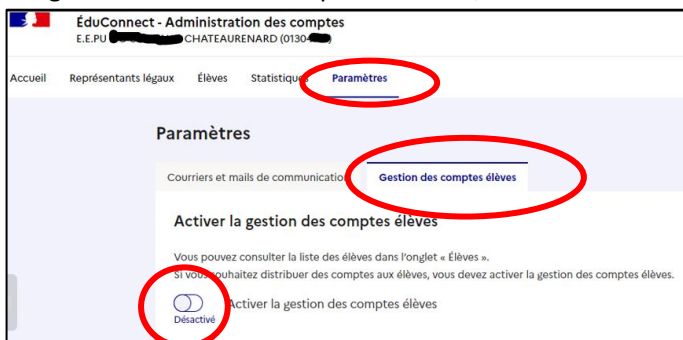 ÉduConnect - Administration des comptes
E.E.PU CHATEAURENARD (0130
Accueil Représentants légaux Élèves Statistiques Paramètres
Paramètres
Courriers et mails de communication Gestion des comptes élèves
Activer la gestion des comptes élèves
Vous pouvez consulter la liste des élèves dans l'onglet « Élèves ».
Si vous souhaitez distribuer des comptes aux élèves, vous devez activer la gestion des comptes élèves.
Activer la gestion des comptes élèves
Désactivé